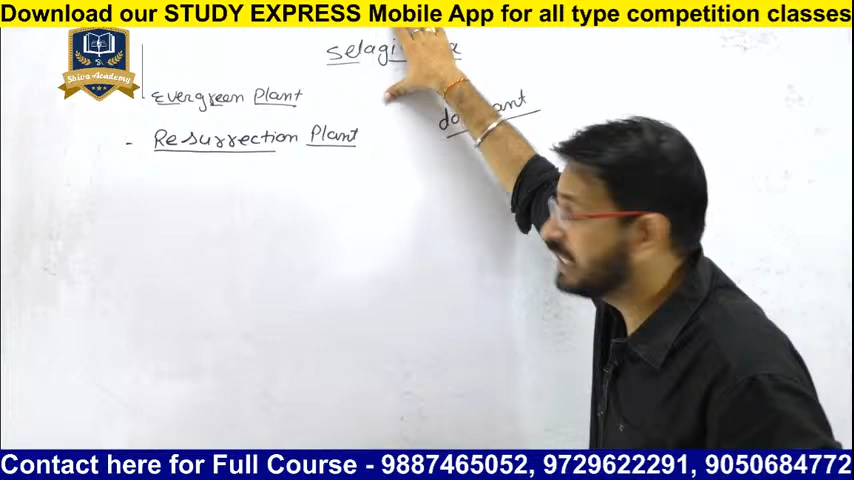 Download our STUDY EXPRESS Mobile App for all type competition classes
Shiva Academy
Evergreen Plant
- Resurrection Plant
Contact here for Full Course - 9887465052, 9729622291, 9050684772